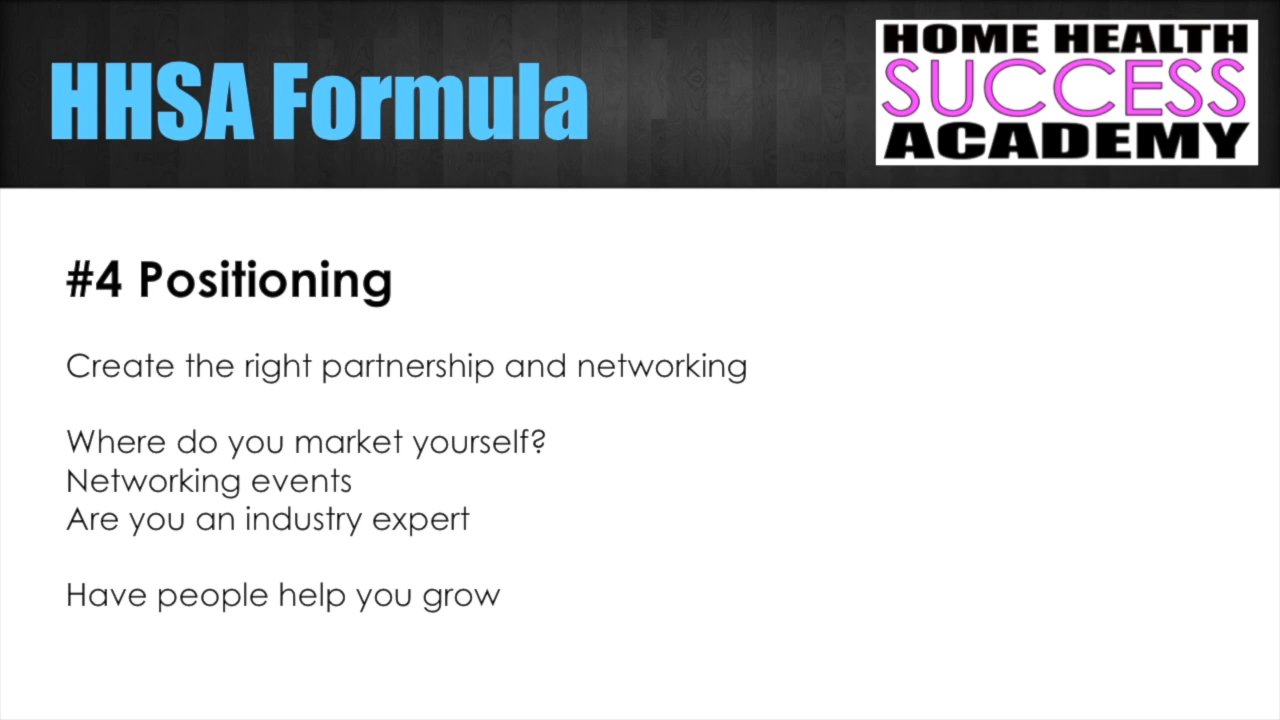 HHSA Formula
HOME HEALTH
SUCCESS
ACADEMY
#4 Positioning
Create the right partnership and networking
Where do you market yourself?
Networking events
Are you an industry expert
Have people help you grow